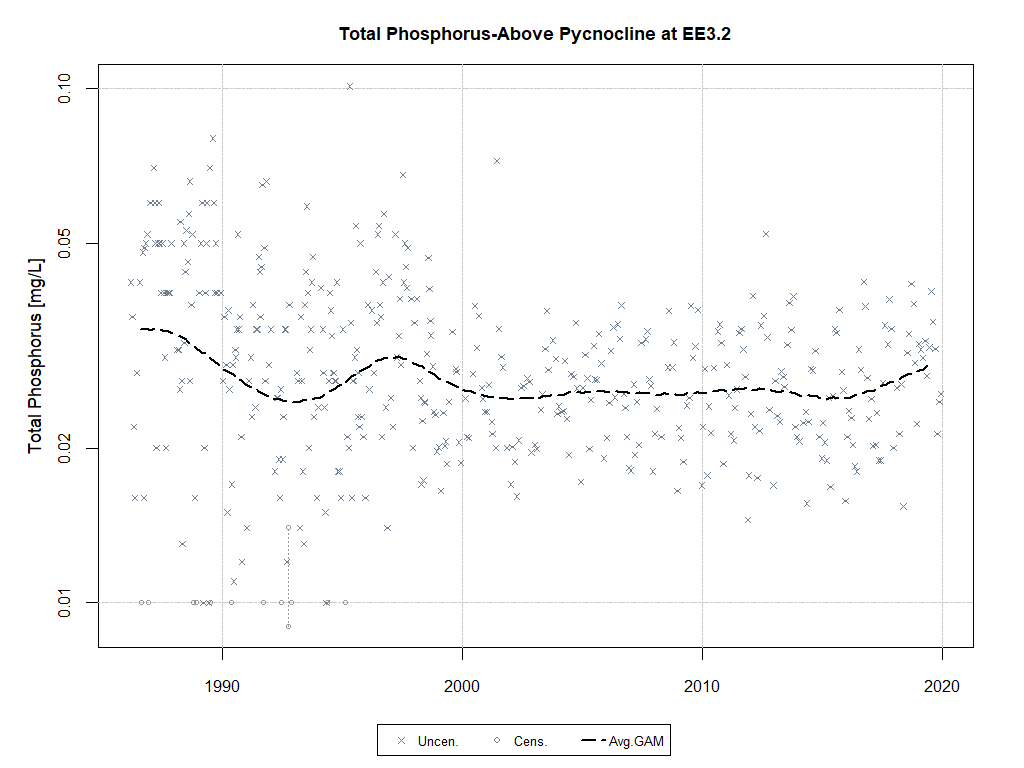 Total Phosphorus-Above Pycnocline at EE3.2
Total Phosphorus [mg/L]
0.10
0.05
0.02
0.01
1990 2000 2010 2020
Uncen. Cens. Avg.GAM